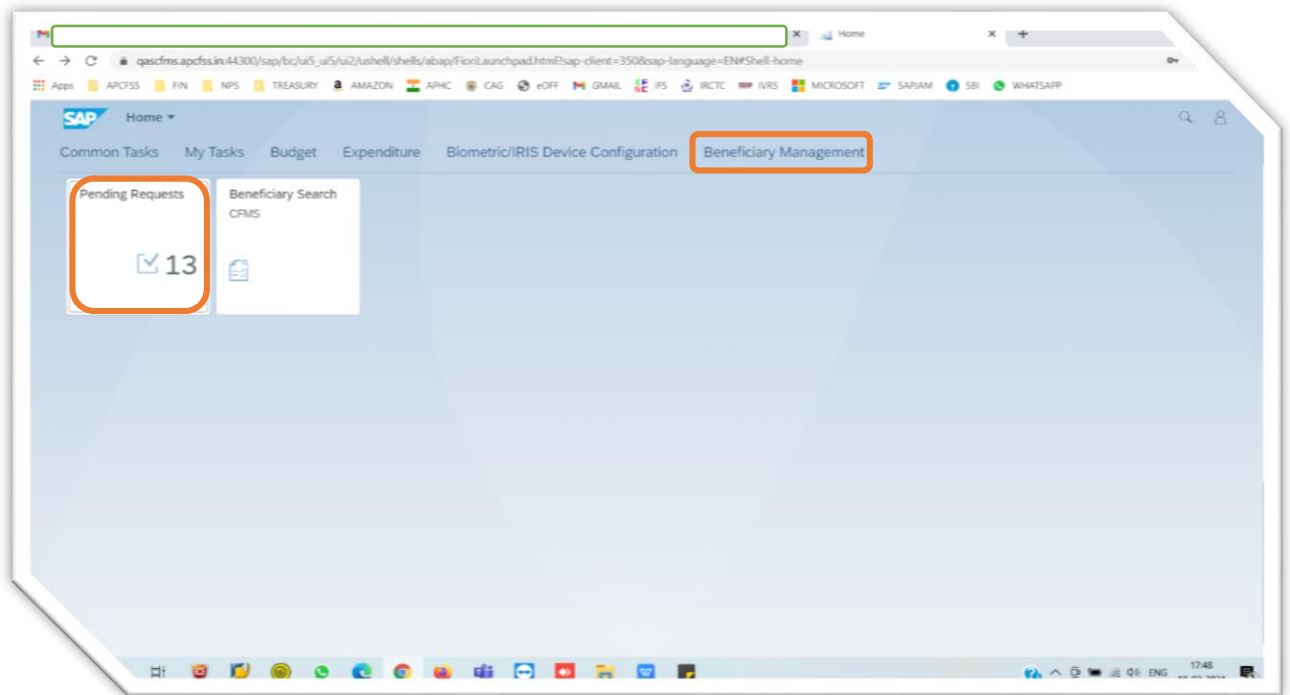 Home
qascfms.apcfss.in:44300/sap/bc/ui5_ui5/ui2/ushell/shells/abap/FioriLaunchpad.html?sap-client=350&sap-language=EN#Shell-home
Apps APCFSS FIN NPS TREASURY AMAZON APHC CAG eOFF GMAIL IFS IRCTC IVRS MICROSOFT SAPIAM SBI WHATSAPP
SAP Home
Common Tasks My Tasks Budget Expenditure Biometric/IRIS Device Configuration Beneficiary Management
Pending Requests Beneficiary Search
CFMS
13
ENG 17:48